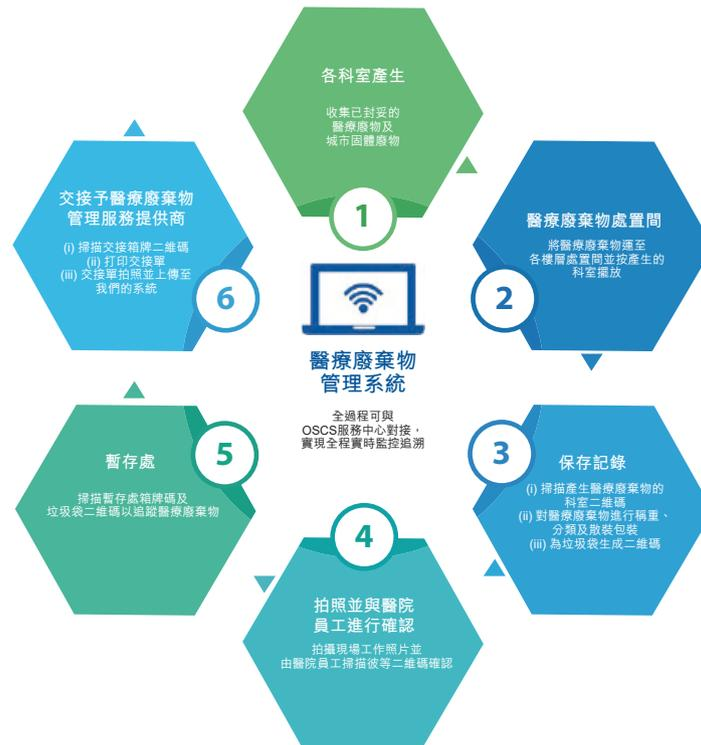 各科室產生
收集已封妥的
醫療廢物及
城市固體廢物
1
醫療廢棄物處置間
將醫療廢棄物運至
各樓層處置間並按產生的
科室擺放
2
保存記錄
(i) 掃描產生醫療廢棄物的
科室二維碼
(ii) 對醫療廢棄物進行稱重、
分類及散裝包裝
(iii) 為垃圾袋生成二維碼
3
拍照並與醫院
員工進行確認
拍攝現場工作照片並
由醫院員工掃描彼等二維碼確認
4
暫存處
掃描暫存處箱牌碼及
垃圾袋二維碼以追蹤醫療廢棄物
5
交接予醫療廢棄物
管理服務提供商
(i) 掃描交接箱牌二維碼
(ii) 打印交接單
(iii) 交接單拍照並上傳至
我們的系統
6
醫療廢棄物
管理系統
全過程可與
OSCS服務中心對接，
實現全程實時監控追溯